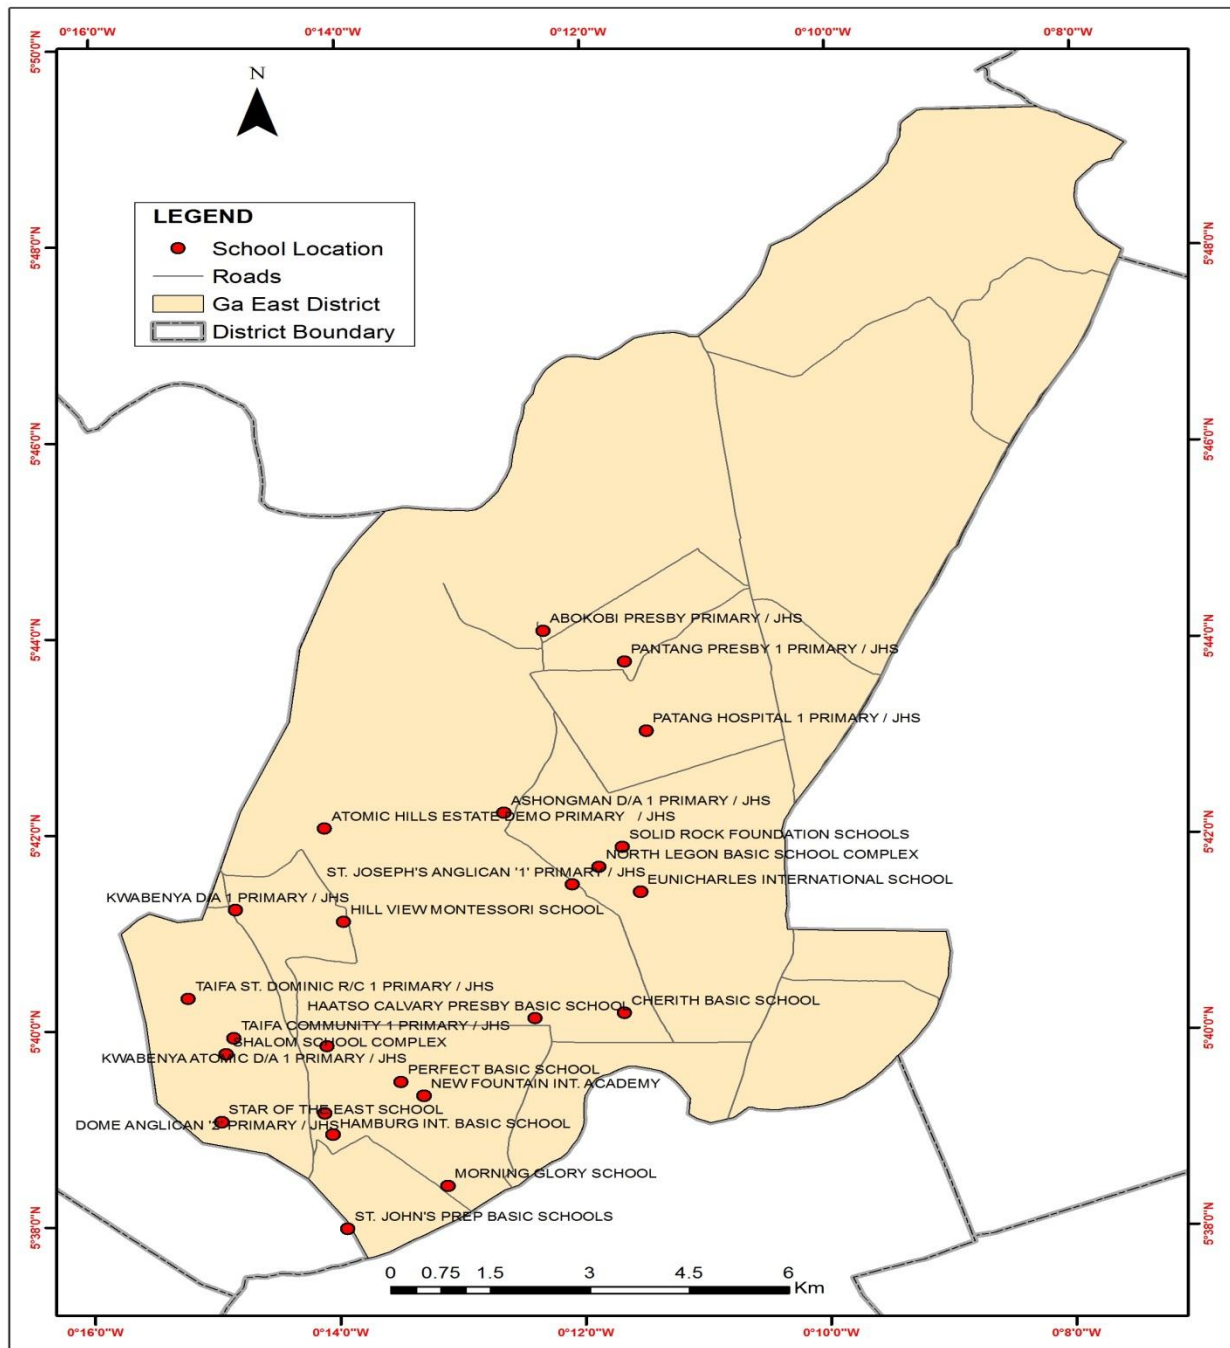 0°16'0"W
0°14'0"W
0°12'0"W
0°10'0"W
0°8'0"W
5°50'0"N
N
LEGEND
School Location
Roads
Ga East District
District Boundary
5°48'0"N
5°48'0"N
5°46'0"N
5°46'0"N
ABOKOBI PRESBY PRIMARY / JHS
5°44'0"N
5°44'0"N
PANTANG PRESBY 1 PRIMARY / JHS
PATANG HOSPITAL 1 PRIMARY / JHS
ASHONGMAN D/A 1 PRIMARY / JHS
ATOMIC HILLS ESTATE DEMO PRIMARY / JHS
5°42'0"N
5°42'0"N
SOLID ROCK FOUNDATION SCHOOLS
NORTH LEGON BASIC SCHOOL COMPLEX
ST. JOSEPH'S ANGLICAN '1' PRIMARY / JHS
EUNICHARLES INTERNATIONAL SCHOOL
KWABENYA D/A 1 PRIMARY / JHS
HILL VIEW MONTESSORI SCHOOL
TAIFA ST. DOMINIC R/C 1 PRIMARY / JHS
HAATSO CALVARY PRESBY BASIC SCHOOL
CHERITH BASIC SCHOOL
5°40'0"N
5°40'0"N
TAIFA COMMUNITY 1 PRIMARY / JHS
SHALOM SCHOOL COMPLEX
KWABENYA ATOMIC D/A 1 PRIMARY / JHS
PERFECT BASIC SCHOOL
NEW FOUNTAIN INT. ACADEMY
STAR OF THE EAST SCHOOL
DOME ANGLICAN '2' PRIMARY / JHS
HAMBURG INT. BASIC SCHOOL
MORNING GLORY SCHOOL
ST. JOHN'S PREP BASIC SCHOOLS
5°38'0"N
5°38'0"N
0 0.75 1.5 3 4.5 6
Km
0°16'0"W
0°14'0"W
0°12'0"W
0°10'0"W
0°8'0"W